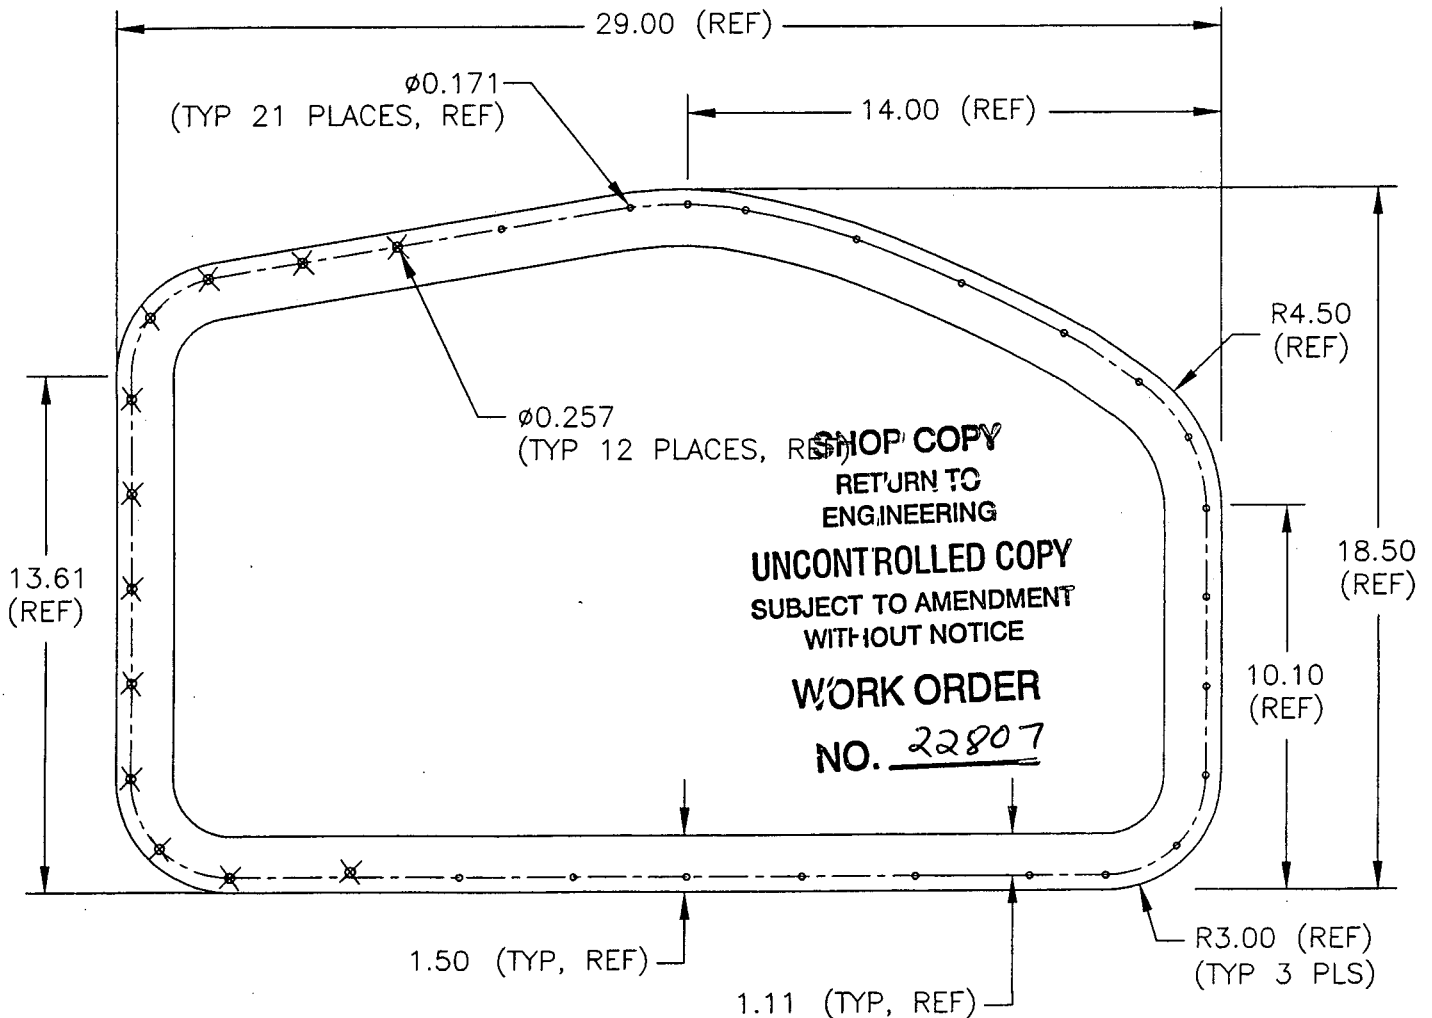 29.00 (REF)
ø0.171
(TYP 21 PLACES, REF)
14.00 (REF)
R4.50
(REF)
ø0.257
(TYP 12 PLACES, REF)
SHOP COPY
RETURN TO
ENGINEERING
UNCONTROLLED COPY
SUBJECT TO AMENDMENT
WITHOUT NOTICE
WORK ORDER
NO. 22807
13.61
(REF)
18.50
(REF)
10.10
(REF)
1.50 (TYP, REF)
R3.00 (REF)
(TYP 3 PLS)
1.11 (TYP, REF)